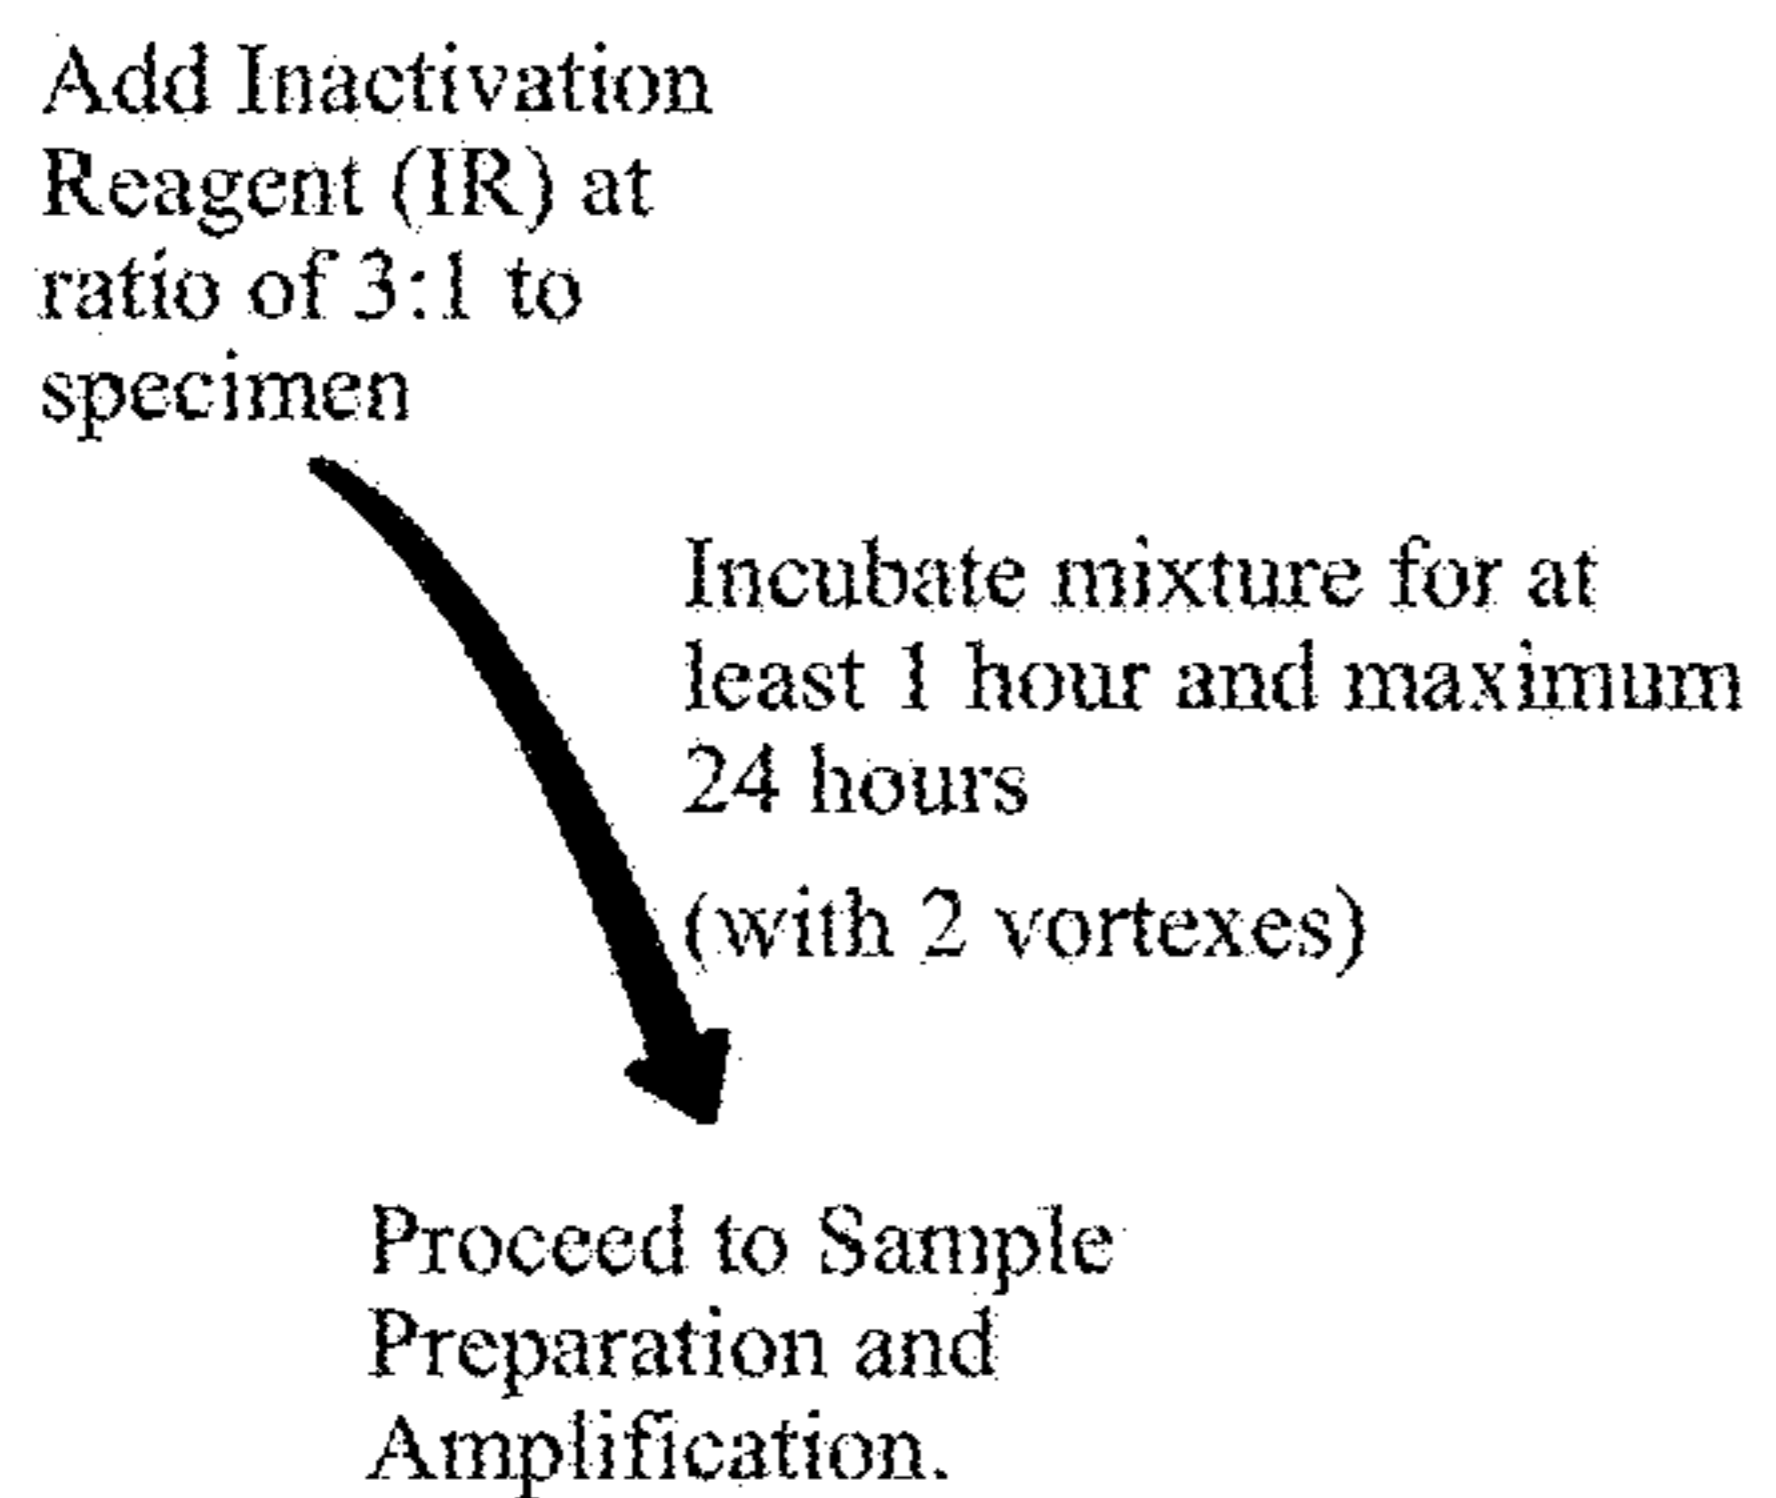 Add Inactivation
Reagent (IR) at
ratio of 3:1 to
specimen
Incubate mixture for at
least 1 hour and maximum
24 hours
(with 2 vortexes)
Proceed to Sample
Preparation and
Amplification.